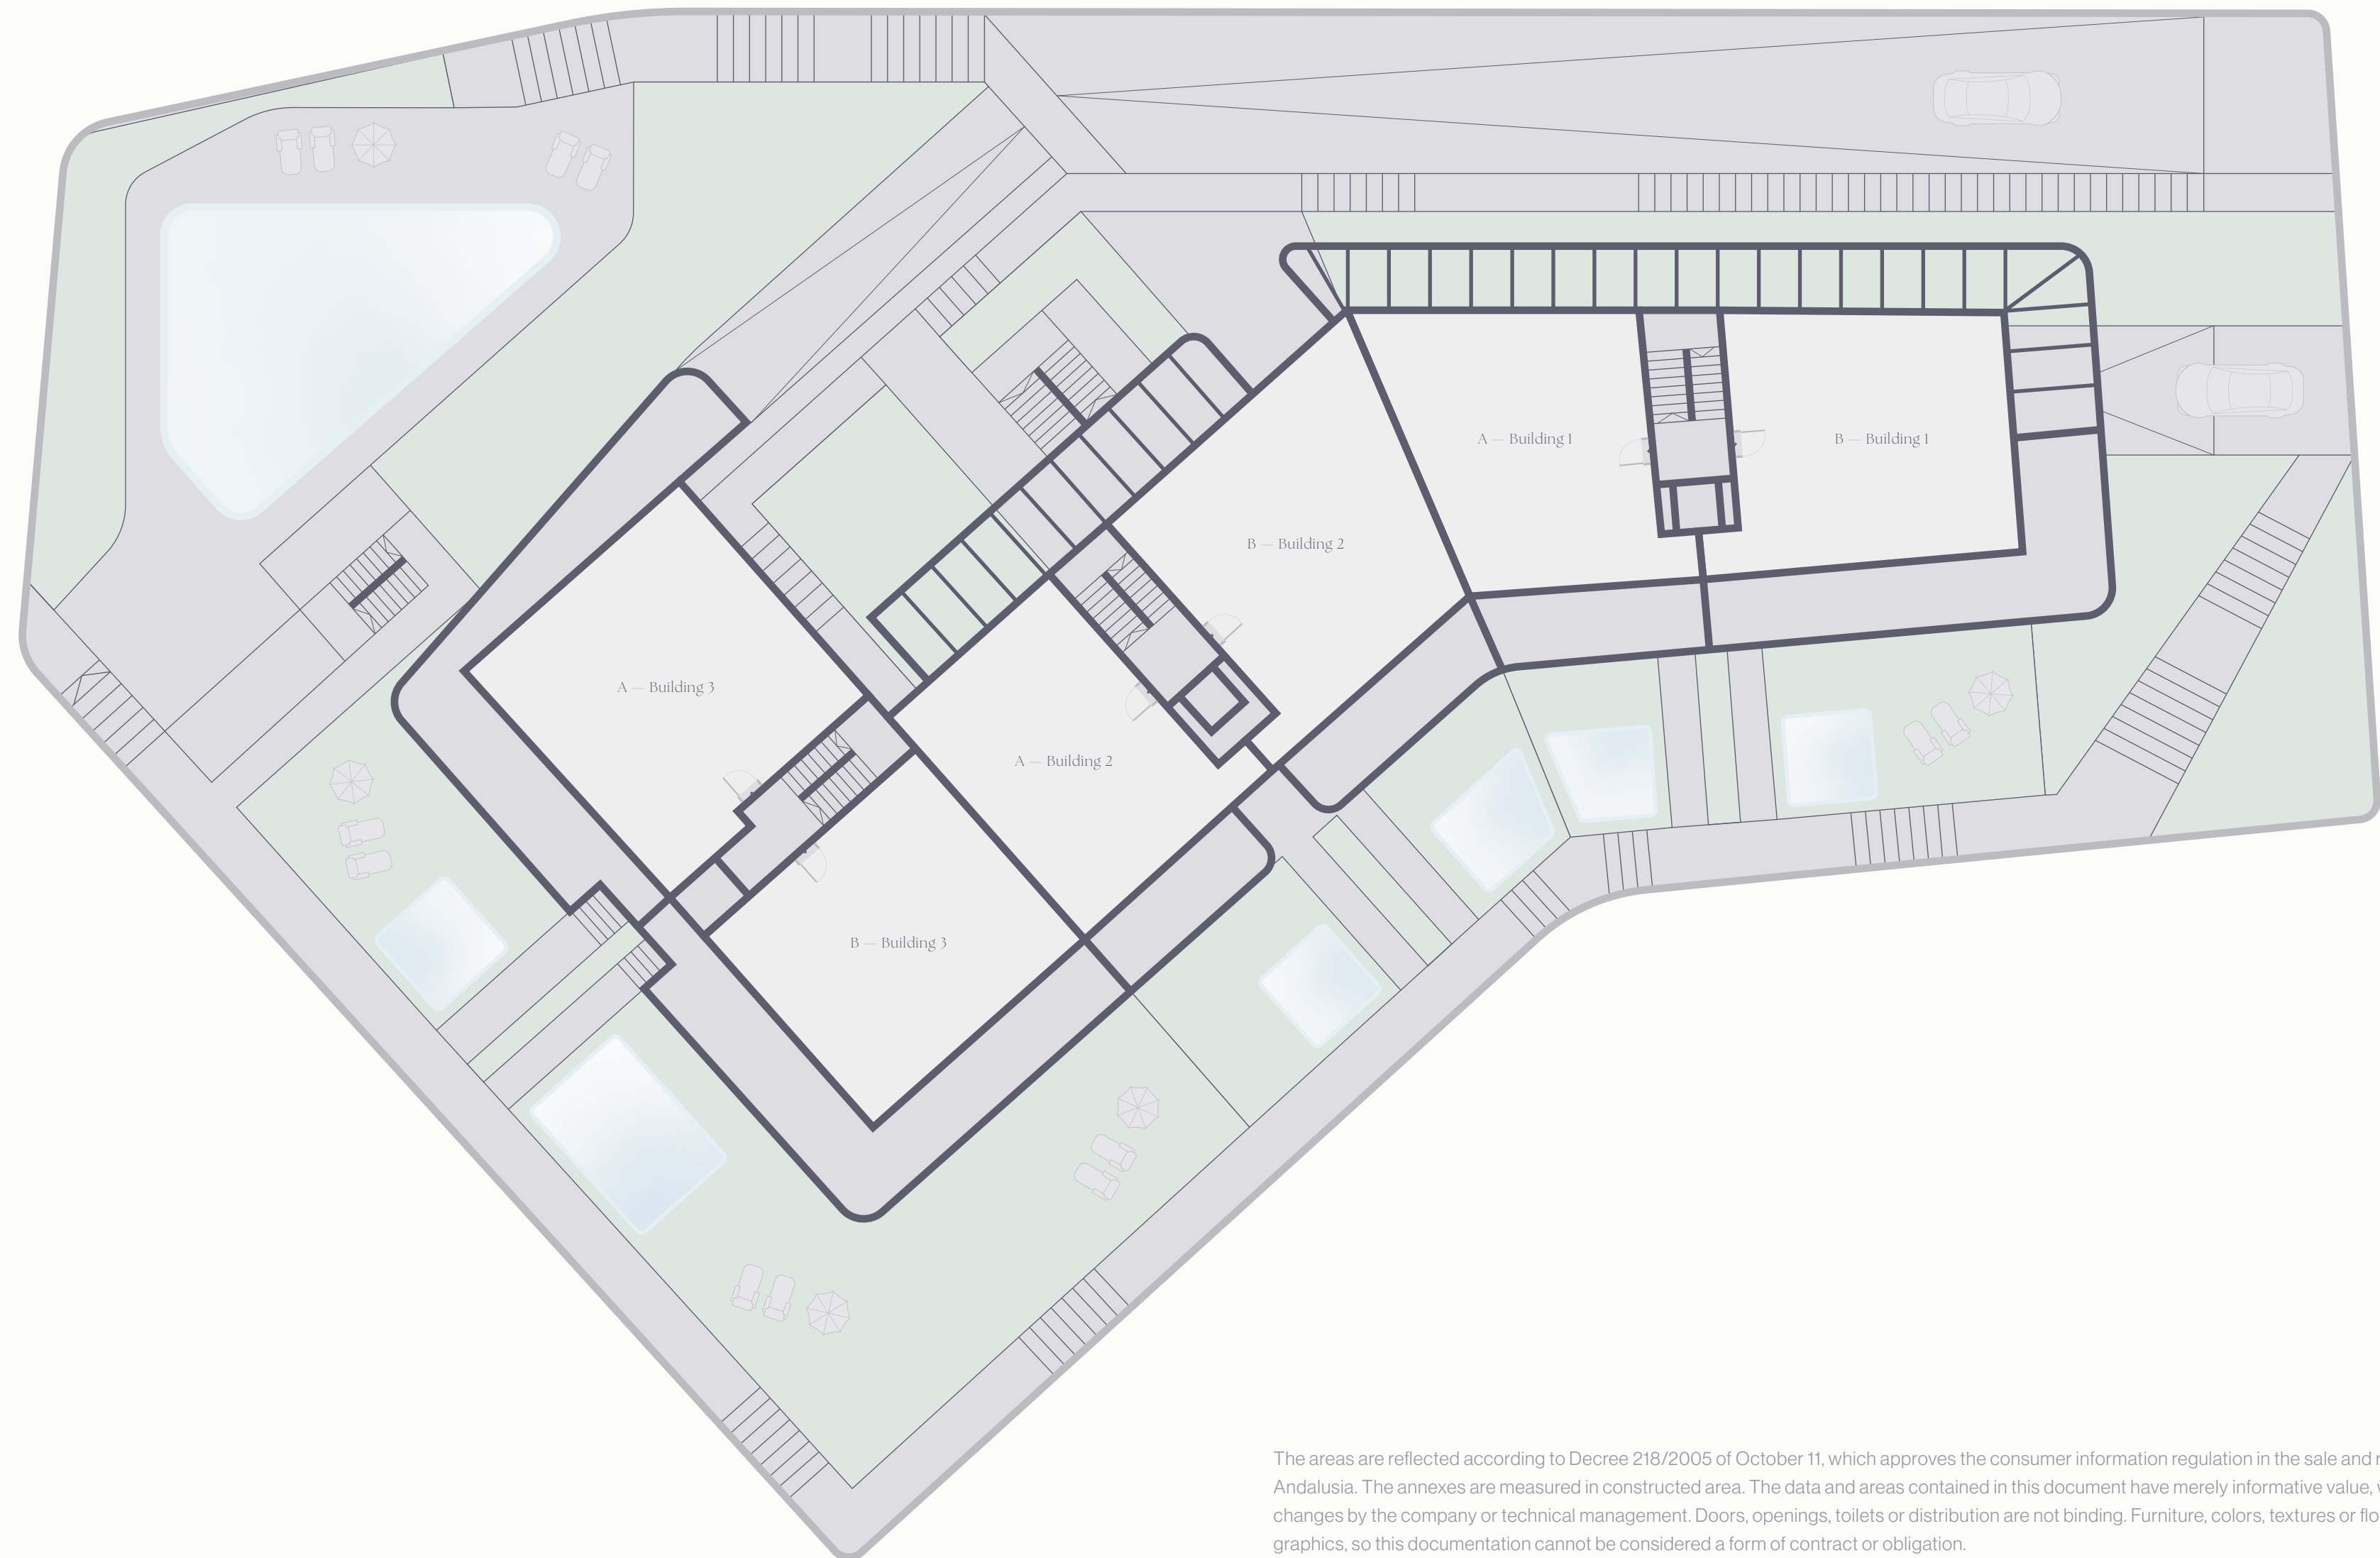 A — Building 1
B — Building 1
B — Building 2
A — Building 3
A — Building 2
B — Building 3
The areas are reflected according to Decree 218/2005 of October 11, which approves the consumer information regulation in the sale and
Andalusia. The annexes are measured in constructed area. The data and areas contained in this document have merely informative value,
changes by the company or technical management. Doors, openings, toilets or distribution are not binding. Furniture, colors, textures or
graphics, so this documentation cannot be considered a form of contract or obligation.